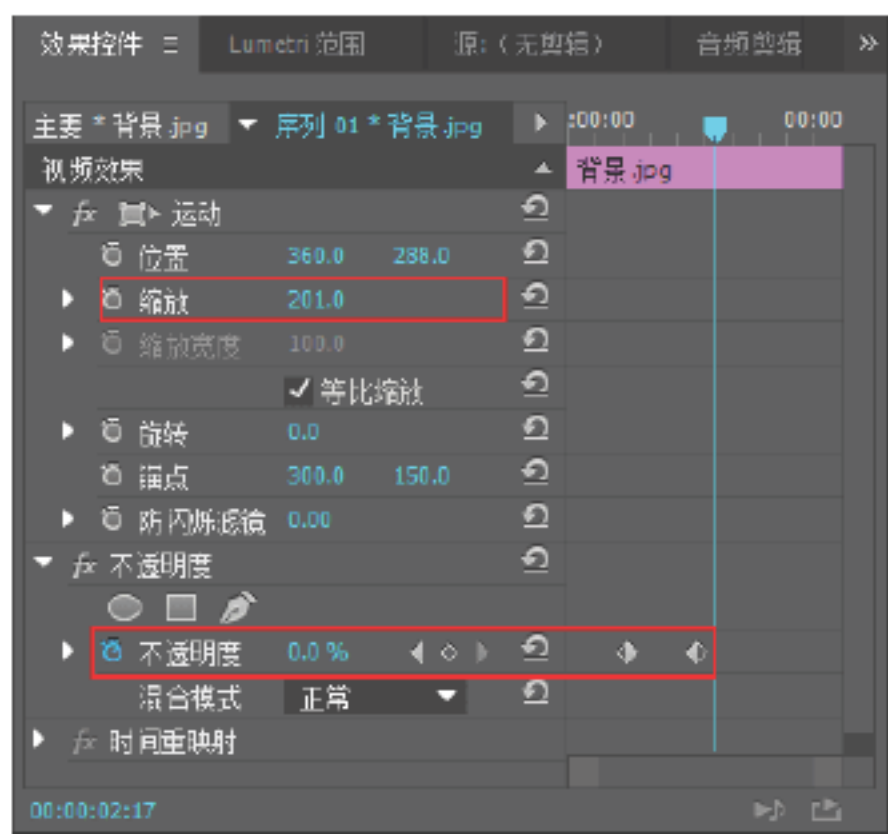 效果控件 Lumetri 范围 源:（无剪辑） 音频剪辑 »
主要 * 背景.jpg 序列 01 * 背景.jpg :00:00 00:00
视频效果 背景.jpg
fx 运动
位置 360.0 288.0
缩放 201.0
缩放宽度 100.0
等比缩放
旋转 0.0
锚点 300.0 150.0
防闪烁滤镜 0.00
fx 不透明度
不透明度 0.0 %
混合模式 正常
fx 时间重映射
00:00:02:17